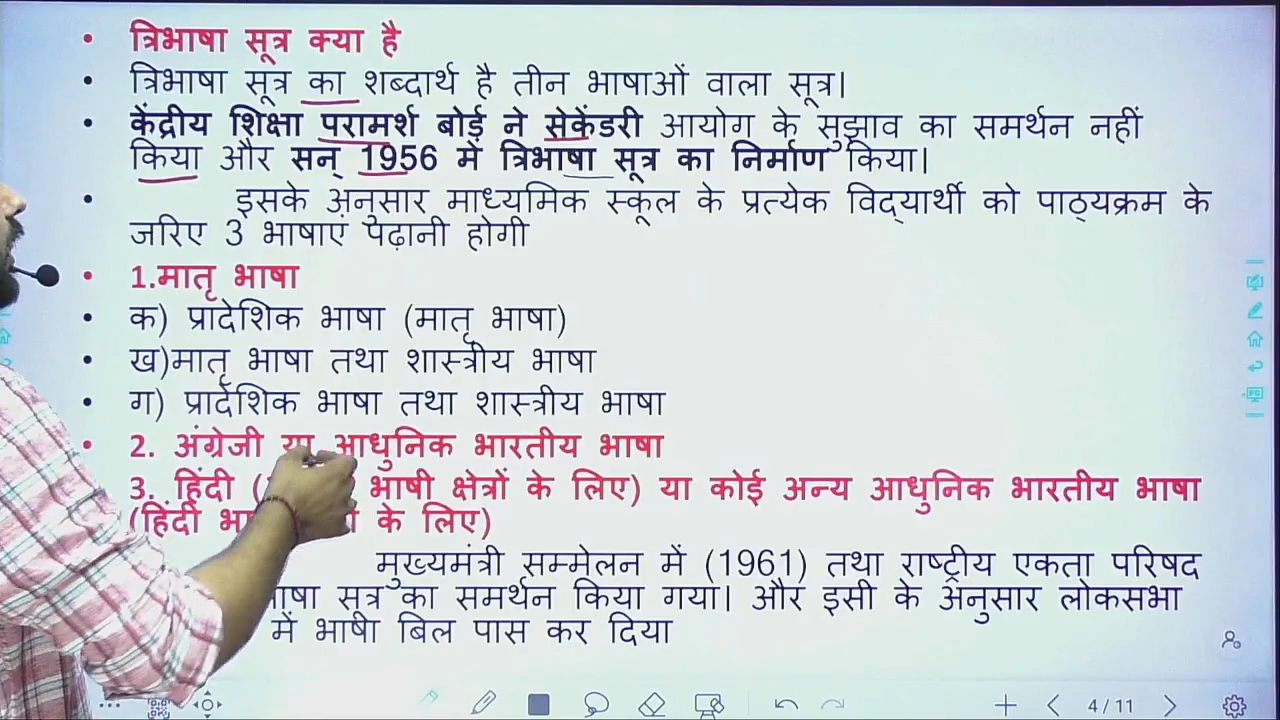 त्रिभाषा सूत्र क्या है
त्रिभाषा सूत्र का शब्दार्थ है तीन भाषाओं वाला सूत्र।
केंद्रीय शिक्षा परामर्श बोर्ड ने सेकेंडरी आयोग के सुझाव का समर्थन नहीं
किया और सन् 1956 में त्रिभाषा सूत्र का निर्माण किया।
इसके अनुसार माध्यमिक स्कूल के प्रत्येक विद्यार्थी को पाठ्यक्रम के
जरिए 3 भाषाएं पढ़ानी होगी
1.मातृ भाषा
क) प्रादेशिक भाषा (मातृ भाषा)
ख)मातृ भाषा तथा शास्त्रीय भाषा
ग) प्रादेशिक भाषा तथा शास्त्रीय भाषा
2. अंग्रेजी या आधुनिक भारतीय भाषा
3. हिंदी ( भाषी क्षेत्रों के लिए) या कोई अन्य आधुनिक भारतीय भाषा
(हिंदी के लिए)
मुख्यमंत्री सम्मेलन में (1961) तथा राष्ट्रीय एकता परिषद
सूत्र का समर्थन किया गया। और इसी के अनुसार लोकसभा
में भाषा बिल पास कर दिया
4/11